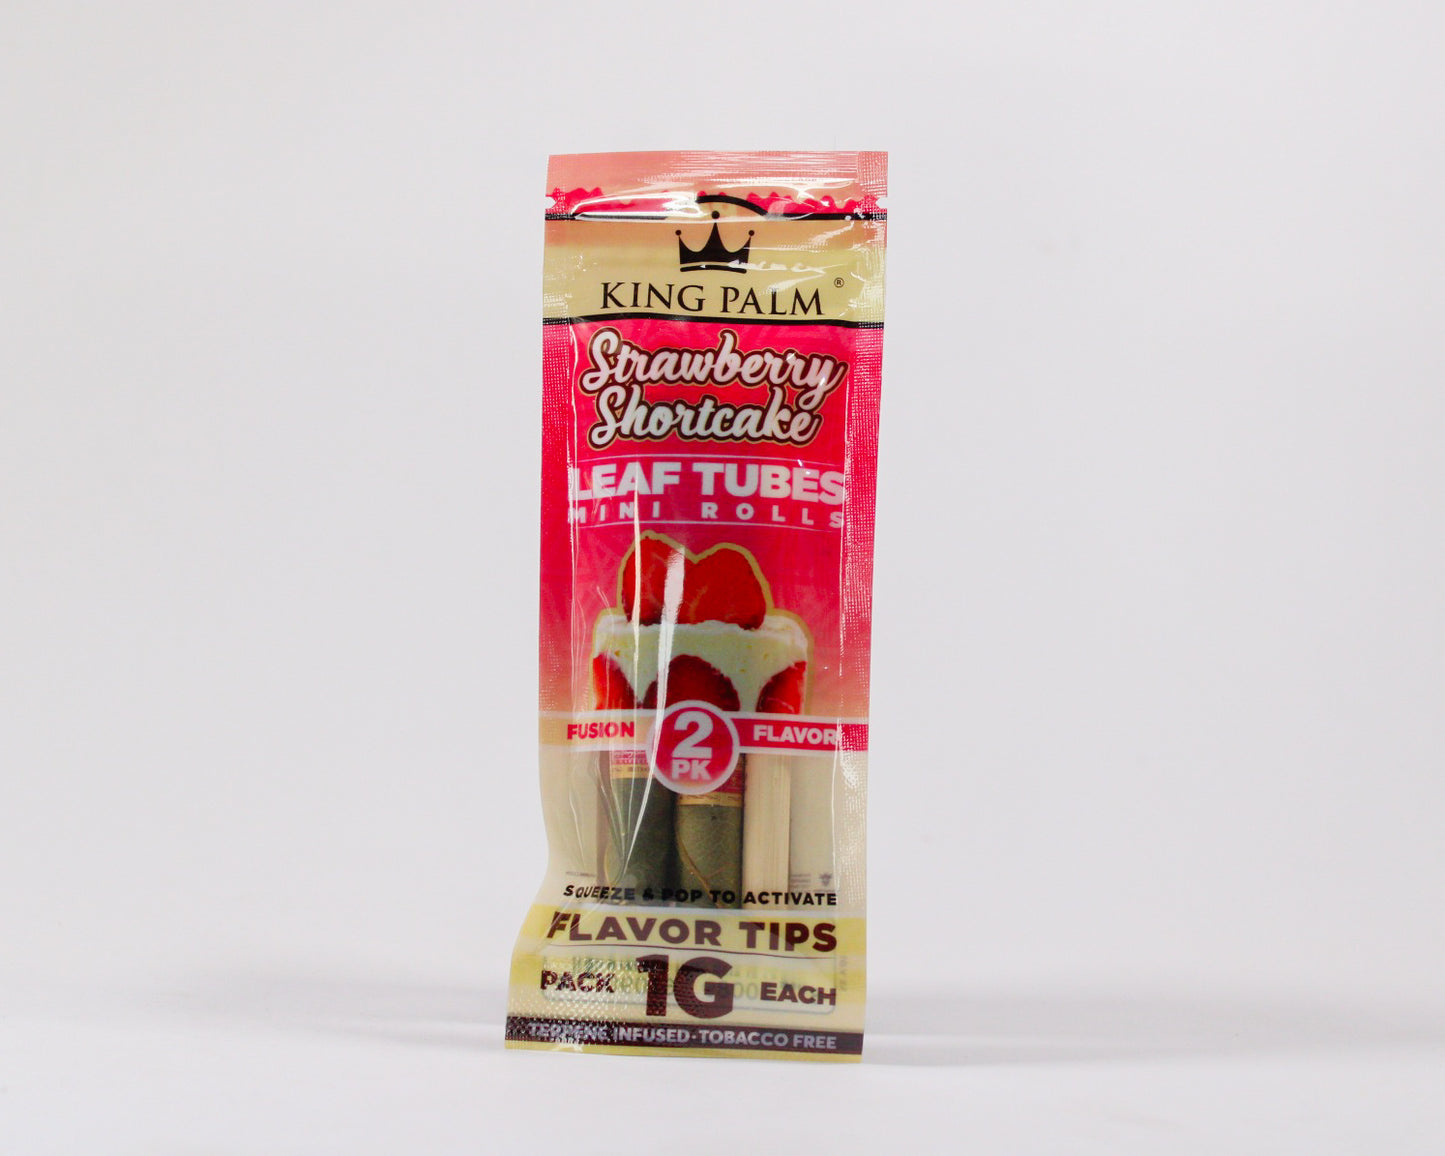 KING PALM ®
Strawberry
Shortcake
LEAF TUBES
MINI ROLLS
FUSION 2 FLAVOR
PK
SQUEEZE & POP TO ACTIVATE
FLAVOR TIPS
PACK 1G EACH
TERPENE INFUSED · TOBACCO FREE